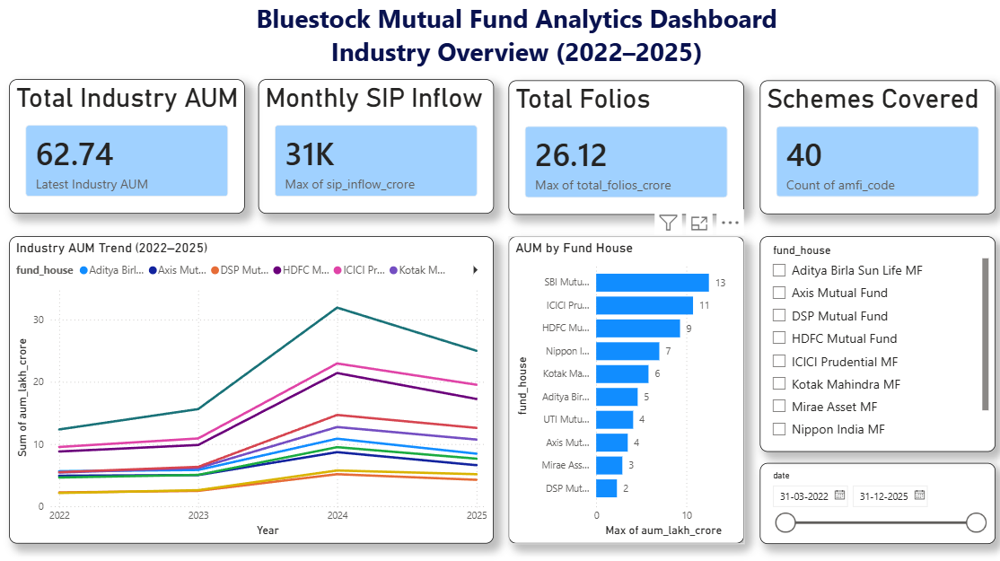 Bluestock Mutual Fund Analytics Dashboard
Industry Overview (2022–2025)
Total Industry AUM
62.74
Latest Industry AUM
Monthly SIP Inflow
31K
Max of sip_inflow_crore
Total Folios
26.12
Max of total_folios_crore
Schemes Covered
40
Count of amfi_code
Industry AUM Trend (2022–2025)
fund_house Aditya Birl... Axis Mut... DSP Mut... HDFC M... ICICI Pr... Kotak M...
Sum of aum_lakh_crore
30
20
10
0
2022 2023 2024 2025
Year
AUM by Fund House
fund_house
SBI Mutu... 13
ICICI Pru... 11
HDFC Mu... 9
Nippon I... 7
Kotak Ma... 6
Aditya Bir... 5
UTI Mutu... 4
Axis Mut... 4
Mirae Ass... 3
DSP Mut... 2
0 10
Max of aum_lakh_crore
fund_house
Aditya Birla Sun Life MF
Axis Mutual Fund
DSP Mutual Fund
HDFC Mutual Fund
ICICI Prudential MF
Kotak Mahindra MF
Mirae Asset MF
Nippon India MF
date
31-03-2022 31-12-2025